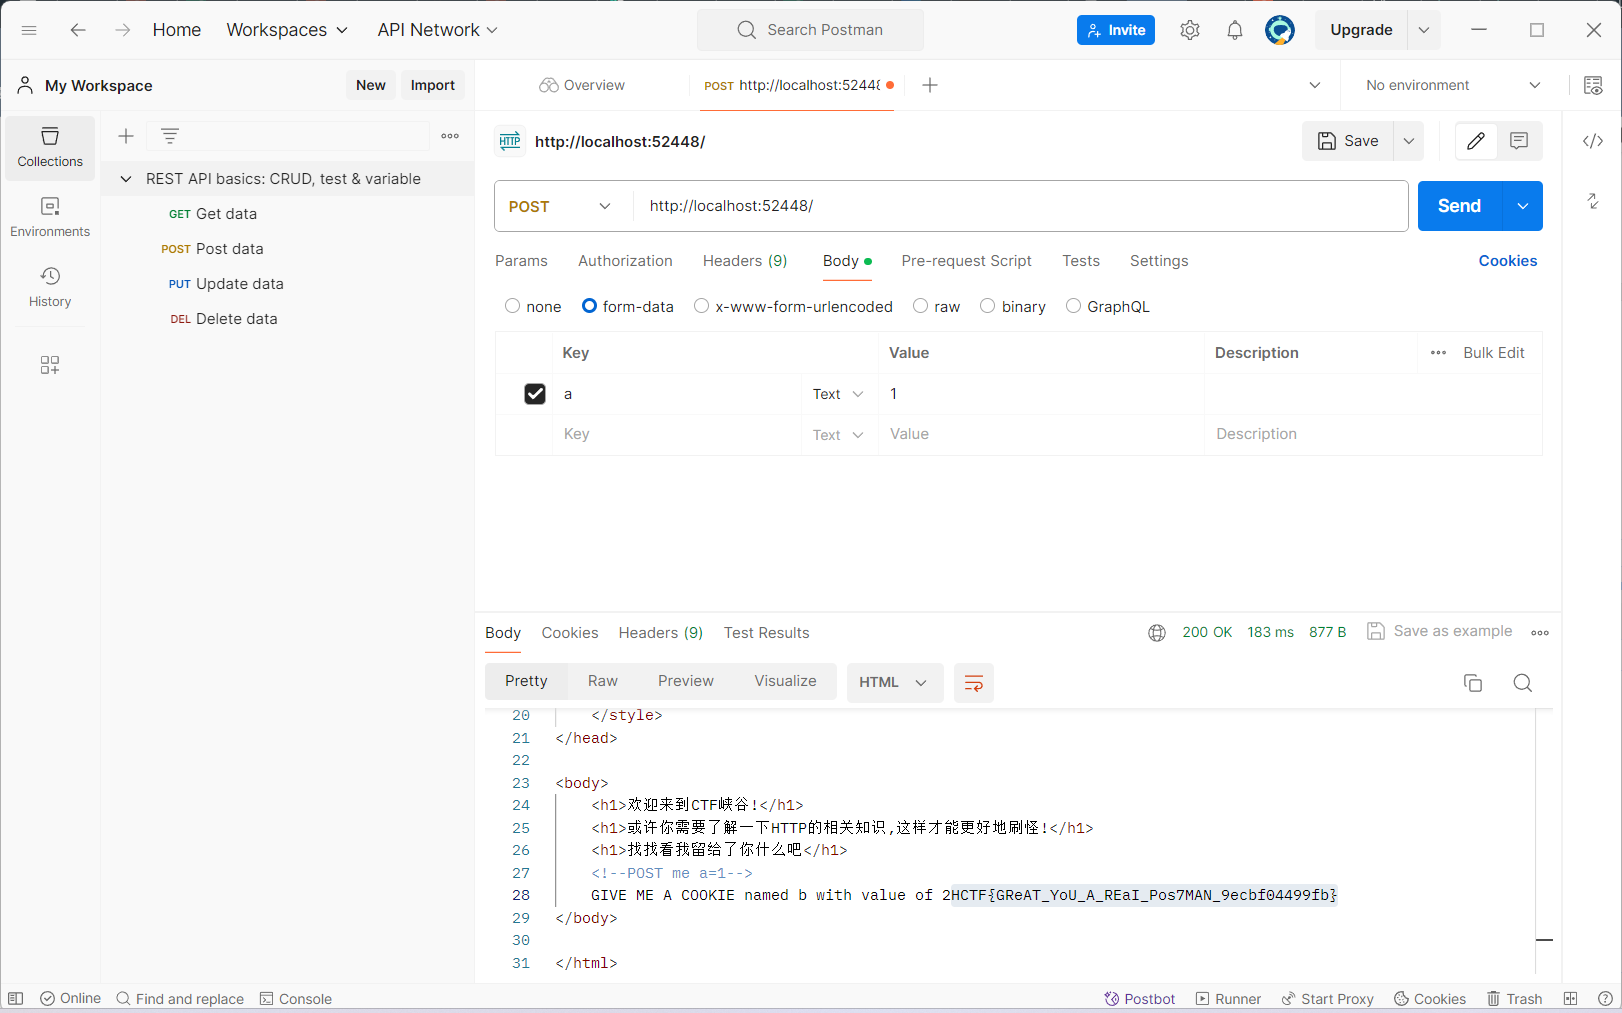 Home Workspaces API Network Search Postman Invite Upgrade
My Workspace New Import Overview POST http://localhost:5244 No environment
Collections
Environments
History
REST API basics: CRUD, test & variable
GET Get data
POST Post data
PUT Update data
DEL Delete data
HTTP http://localhost:52448/ Save
POST http://localhost:52448/ Send
Params Authorization Headers (9) Body Pre-request Script Tests Settings Cookies
none form-data x-www-form-urlencoded raw binary GraphQL
Key Value Description Bulk Edit
a Text 1
Key Text Value Description
Body Cookies Headers (9) Test Results 200 OK 183 ms 877 B Save as example
Pretty Raw Preview Visualize HTML
20 </style>
21 </head>
22
23 <body>
24 <h1>欢迎来到CTF峡谷!</h1>
25 <h1>或许你需要了解一下HTTP的相关知识,这样才能更好地刷怪!</h1>
26 <h1>找找看我留给了你什么吧</h1>
27 <!--POST me a=1-->
28 GIVE ME A COOKIE named b with value of 2HCTF{GReAT_YoU_A_REaI_Pos7MAN_9ecbf04499fb}
29 </body>
30
31 </html>
Online Find and replace Console Postbot Runner Start Proxy Cookies Trash